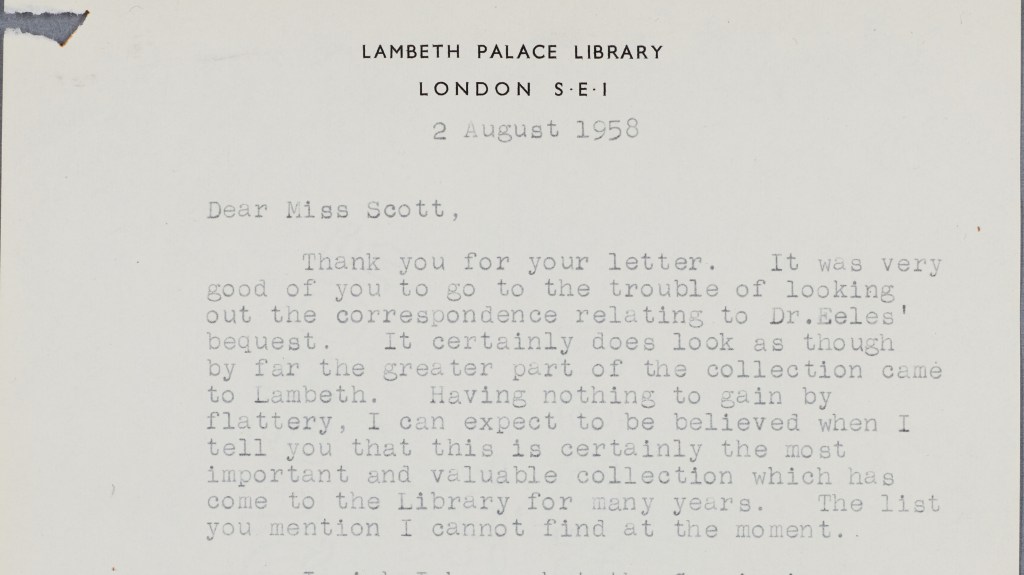 LAMBETH PALACE LIBRARY
LONDON S·E·1
2 August 1958
Dear Miss Scott,
Thank you for your letter. It was very
good of you to go to the trouble of looking
out the correspondence relating to Dr.Eeles'
bequest. It certainly does look as though
by far the greater part of the collection came
to Lambeth. Having nothing to gain by
flattery, I can expect to be believed when I
tell you that this is certainly the most
important and valuable collection which has
come to the Library for many years. The list
you mention I cannot find at the moment..